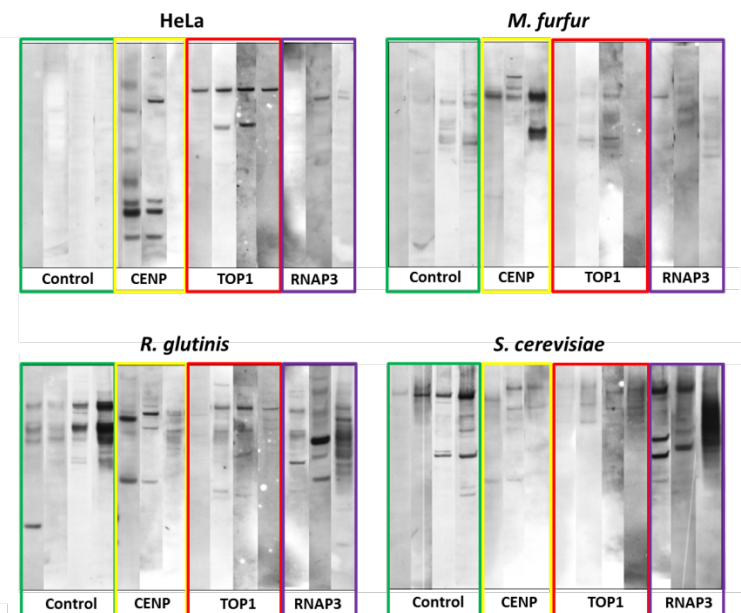 HeLa
M. furfur
Control CENP TOP1 RNAP3
Control CENP TOP1 RNAP3
R. glutinis
S. cerevisiae
Control CENP TOP1 RNAP3
Control CENP TOP1 RNAP3